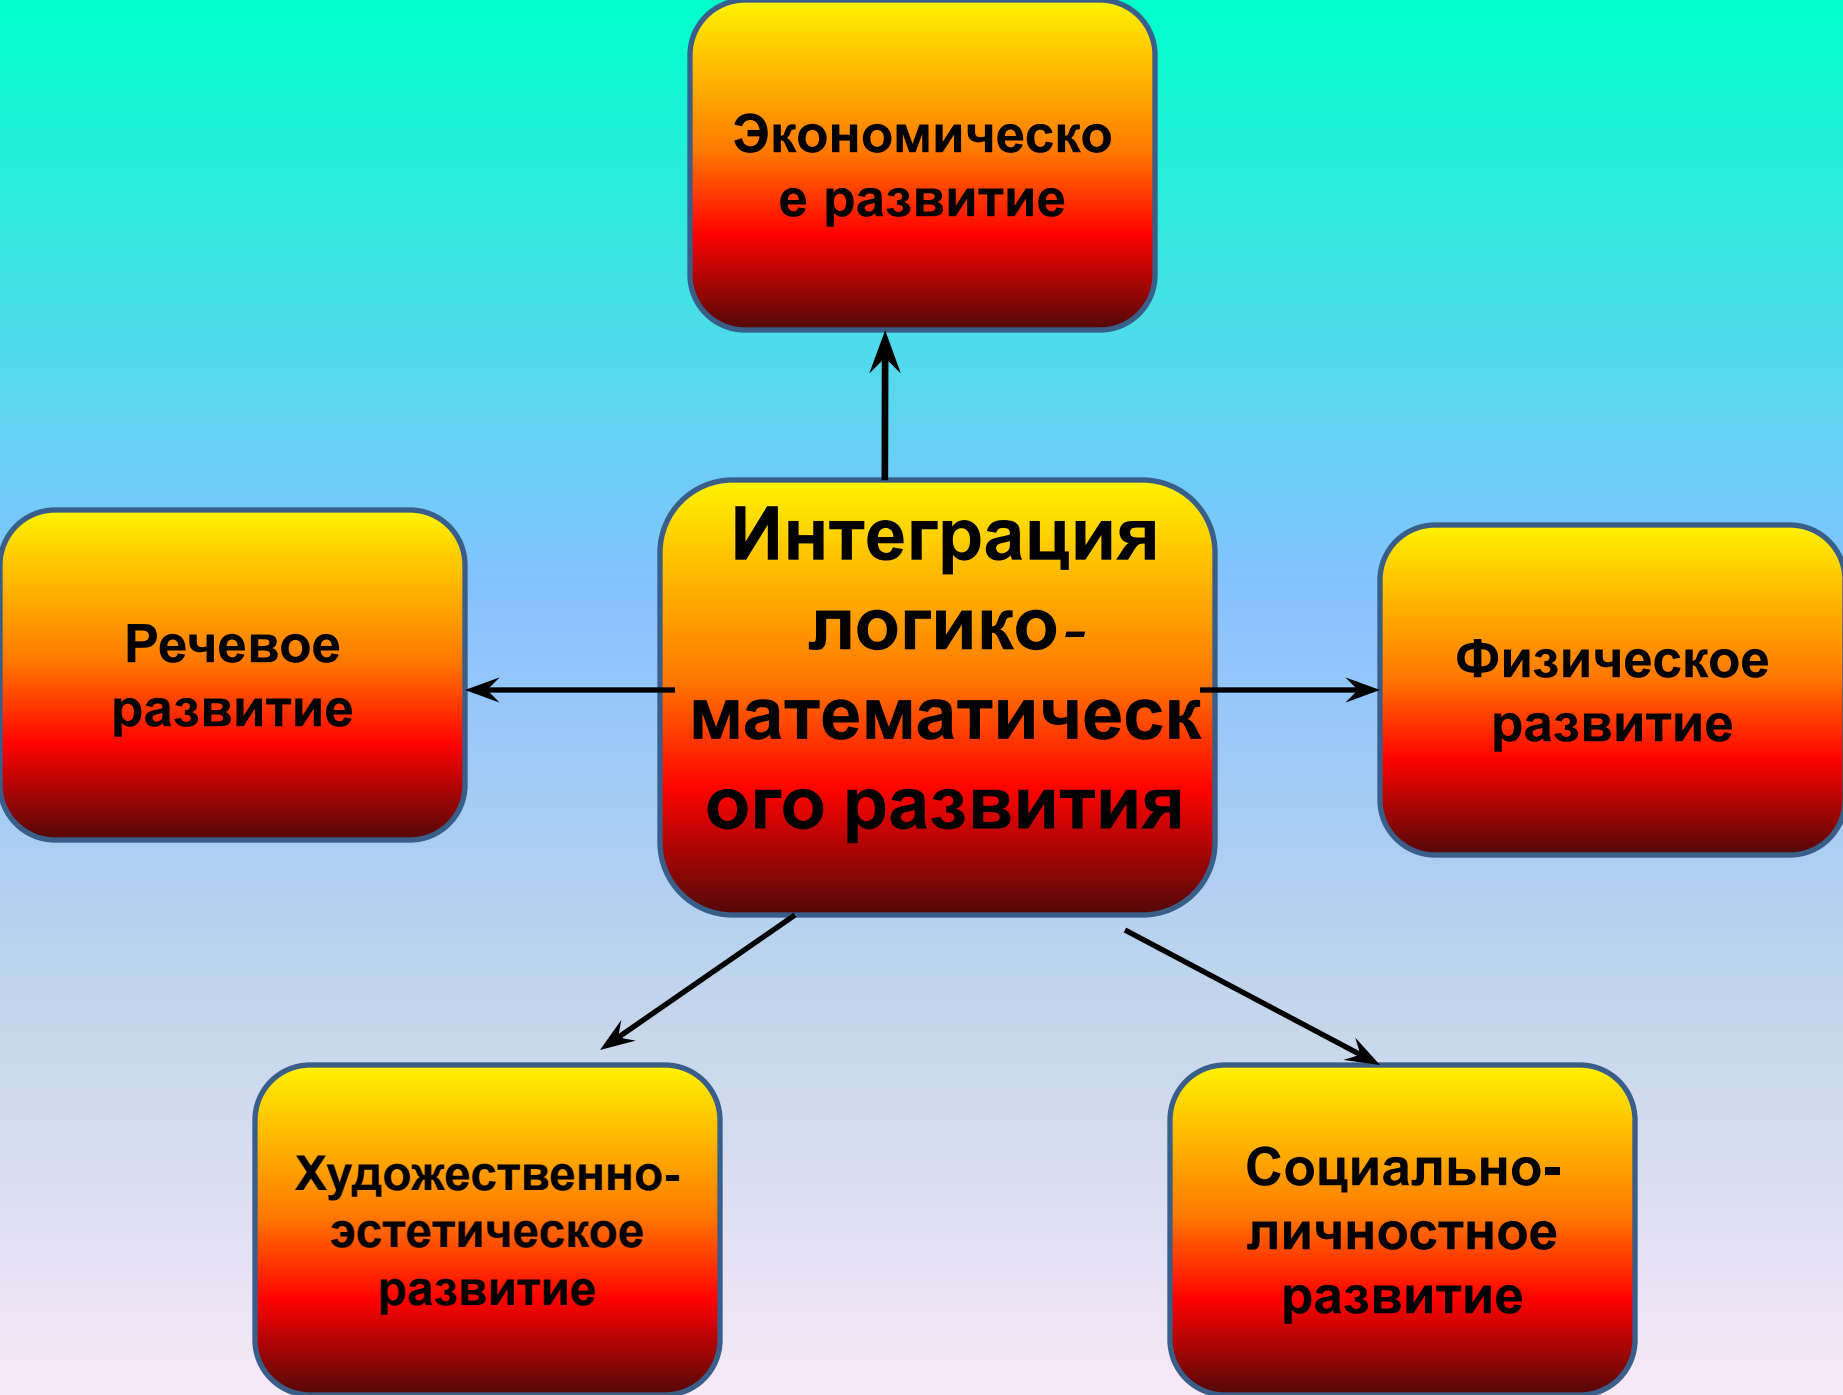 Экономическо
е развитие
Интеграция
логико-
математическ
ого развития
Речевое
развитие
Физическое
развитие
Художественно-
эстетическое
развитие
Социально-
личностное
развитие